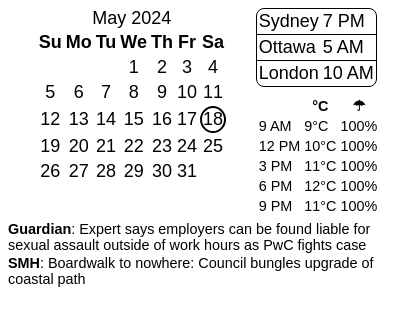 May 2024
Su Mo Tu We Th Fr Sa
1 2 3 4
5 6 7 8 9 10 11
12 13 14 15 16 17 18
19 20 21 22 23 24 25
26 27 28 29 30 31
Sydney 7 PM
Ottawa 5 AM
London 10 AM
°C ☂
9 AM 9°C 100%
12 PM 10°C 100%
3 PM 11°C 100%
6 PM 12°C 100%
9 PM 11°C 100%
Guardian: Expert says employers can be found liable for
sexual assault outside of work hours as PwC fights case
SMH: Boardwalk to nowhere: Council bungles upgrade of
coastal path